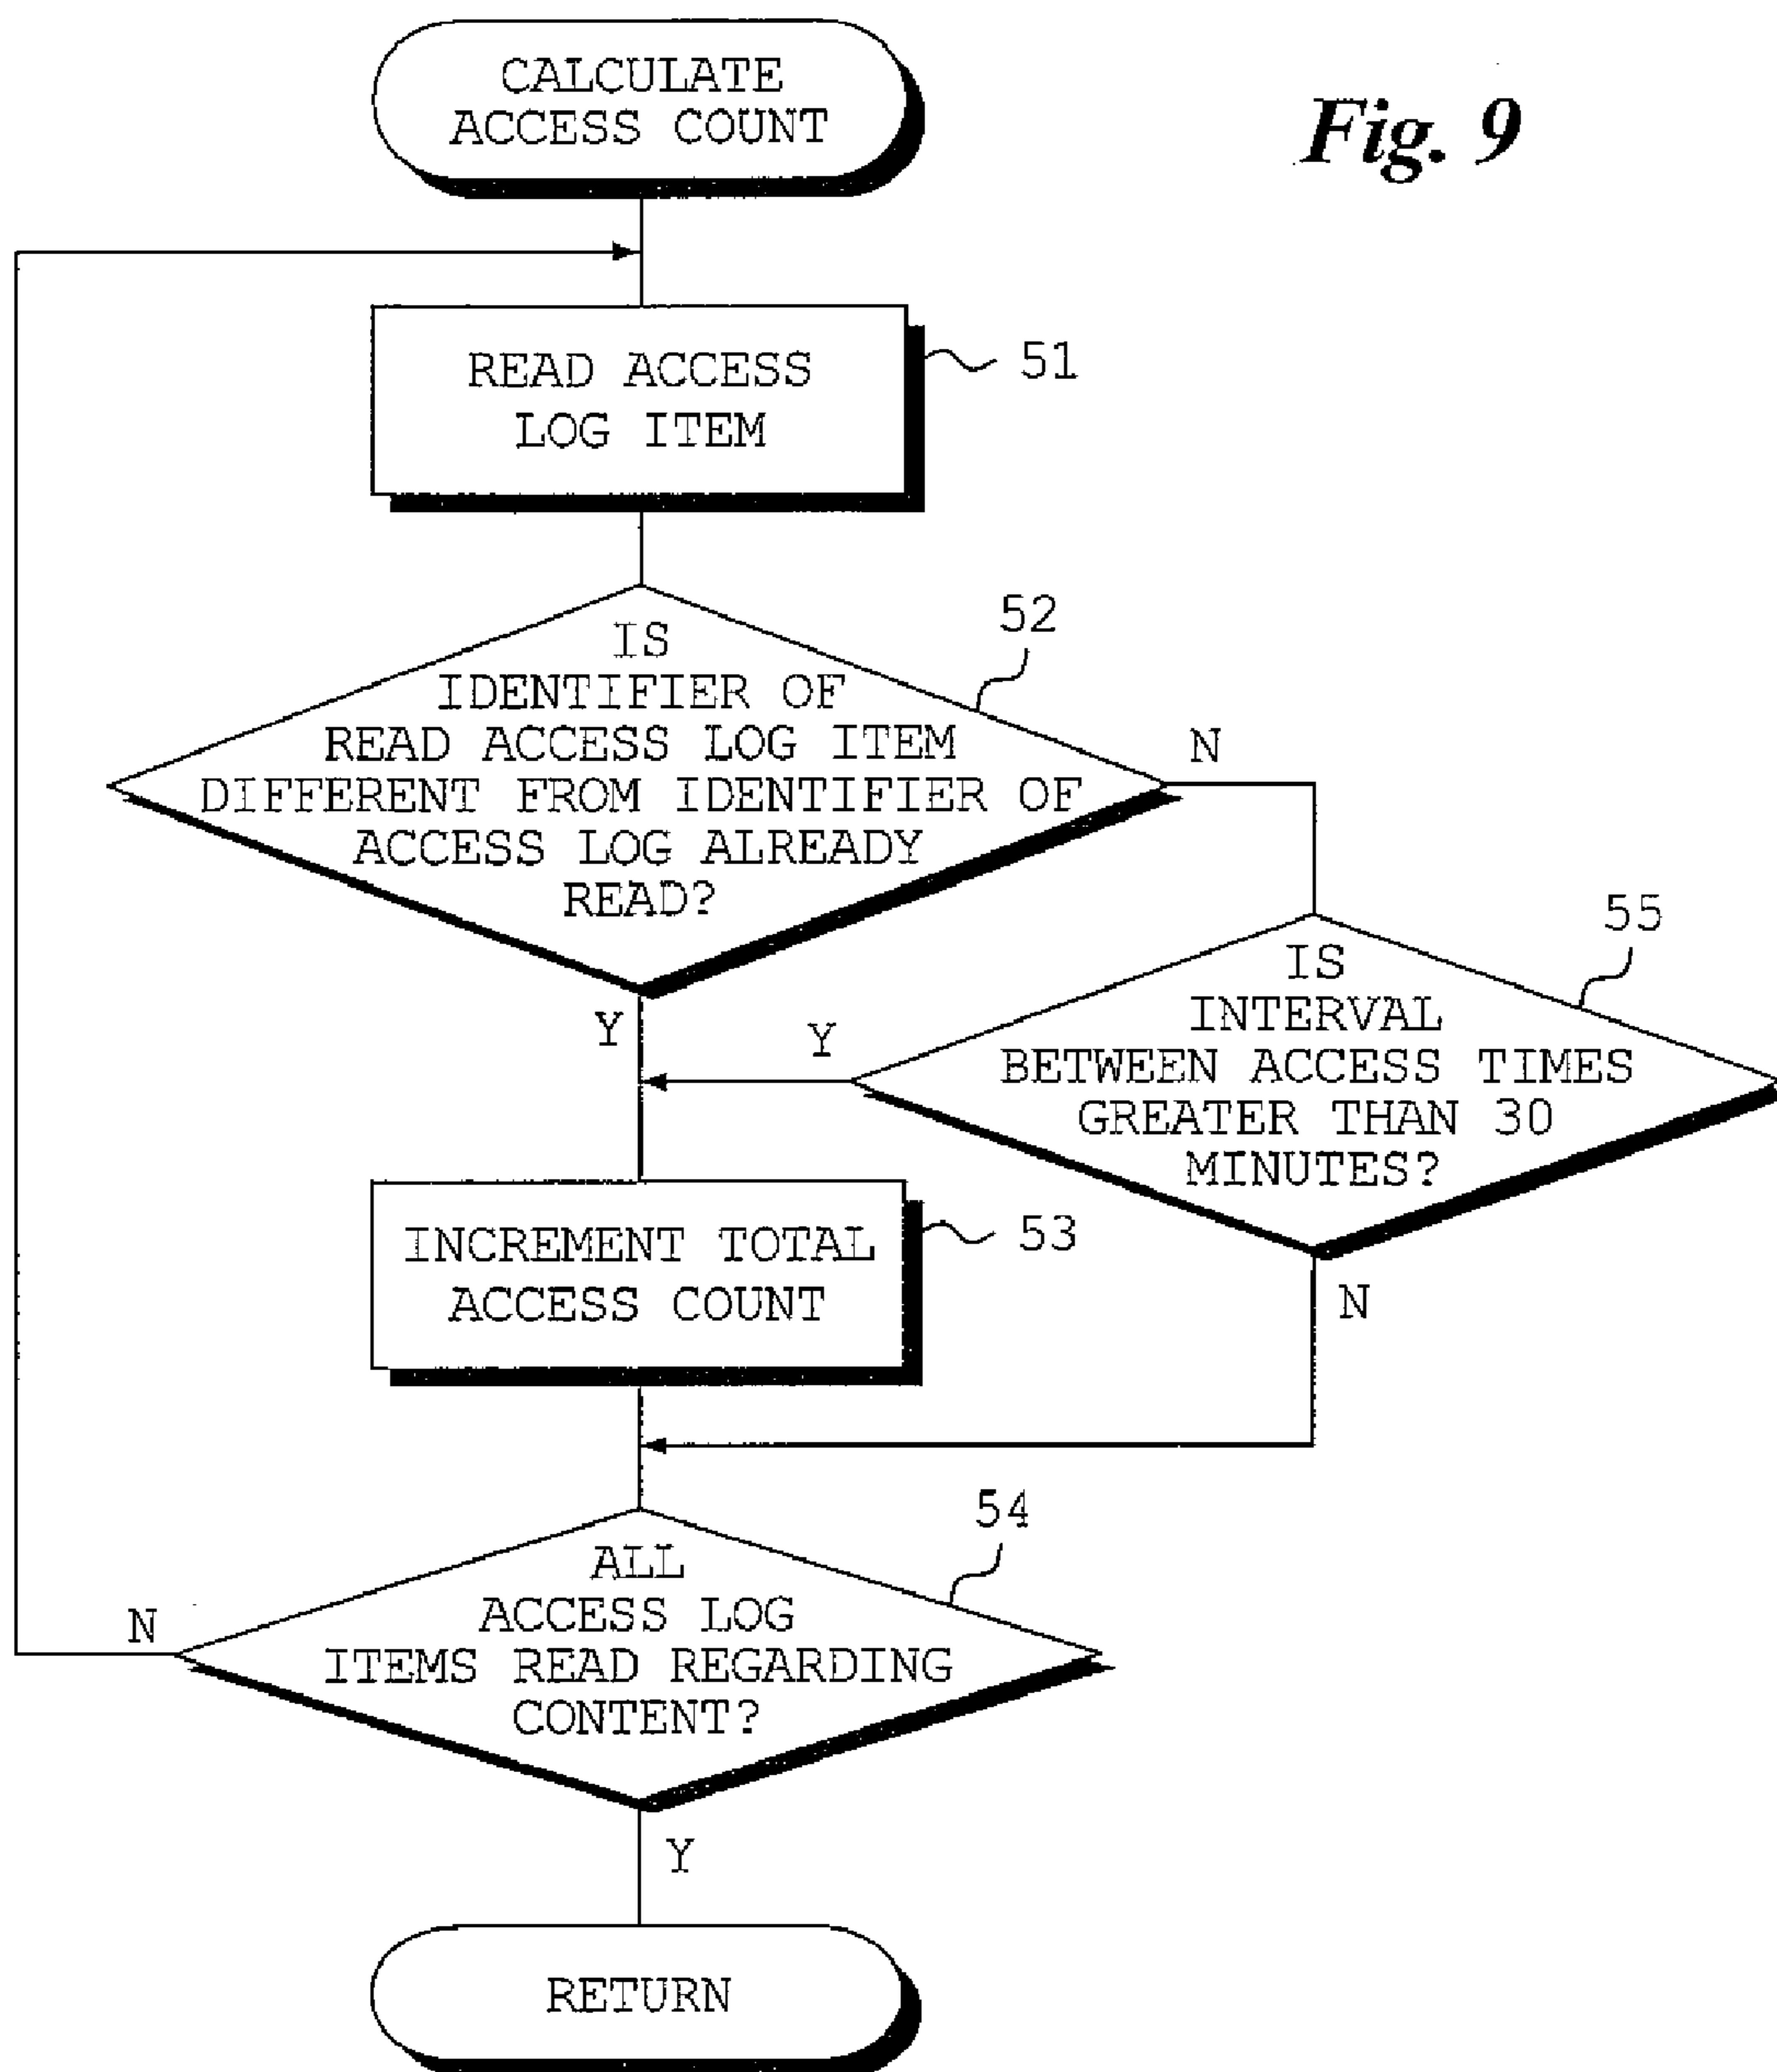 CALCULATE
ACCESS COUNT
Fig. 9
READ ACCESS
LOG ITEM
51
IS
IDENTIFIER OF
READ ACCESS LOG ITEM
DIFFERENT FROM IDENTIFIER OF
ACCESS LOG ALREADY
READ?
52
N
Y
IS
INTERVAL
BETWEEN ACCESS TIMES
GREATER THAN 30
MINUTES?
55
Y
N
INCREMENT TOTAL
ACCESS COUNT
53
ALL
ACCESS LOG
ITEMS READ REGARDING
CONTENT?
54
N
Y
RETURN